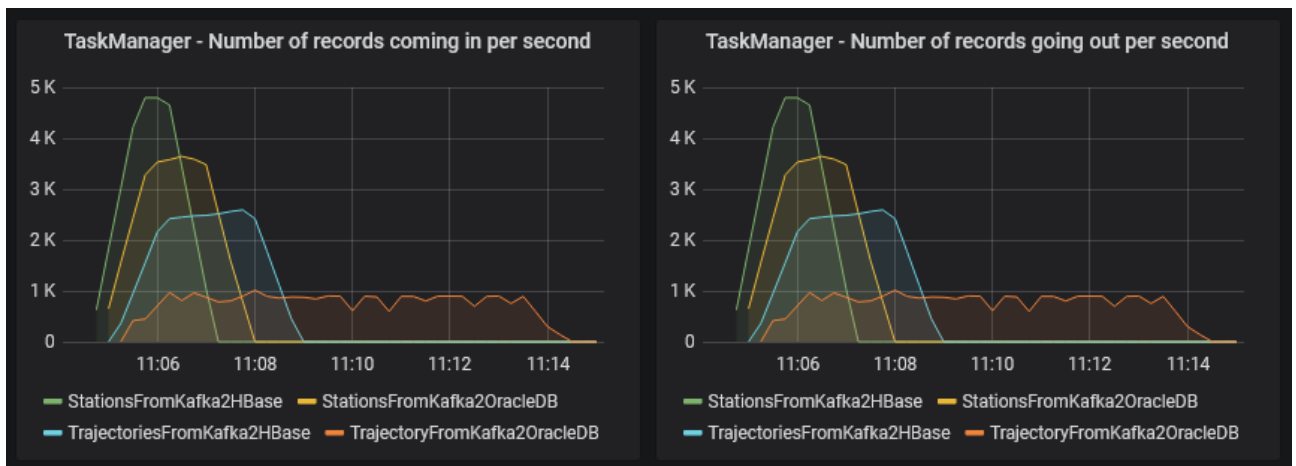 TaskManager - Number of records coming in per second
5 K
4 K
3 K
2 K
1 K
0
11:06 11:08 11:10 11:12 11:14
StationsFromKafka2HBase StationsFromKafka2OracleDB
TrajectoriesFromKafka2HBase TrajectoryFromKafka2OracleDB
TaskManager - Number of records going out per second
5 K
4 K
3 K
2 K
1 K
0
11:06 11:08 11:10 11:12 11:14
StationsFromKafka2HBase StationsFromKafka2OracleDB
TrajectoriesFromKafka2HBase TrajectoryFromKafka2OracleDB